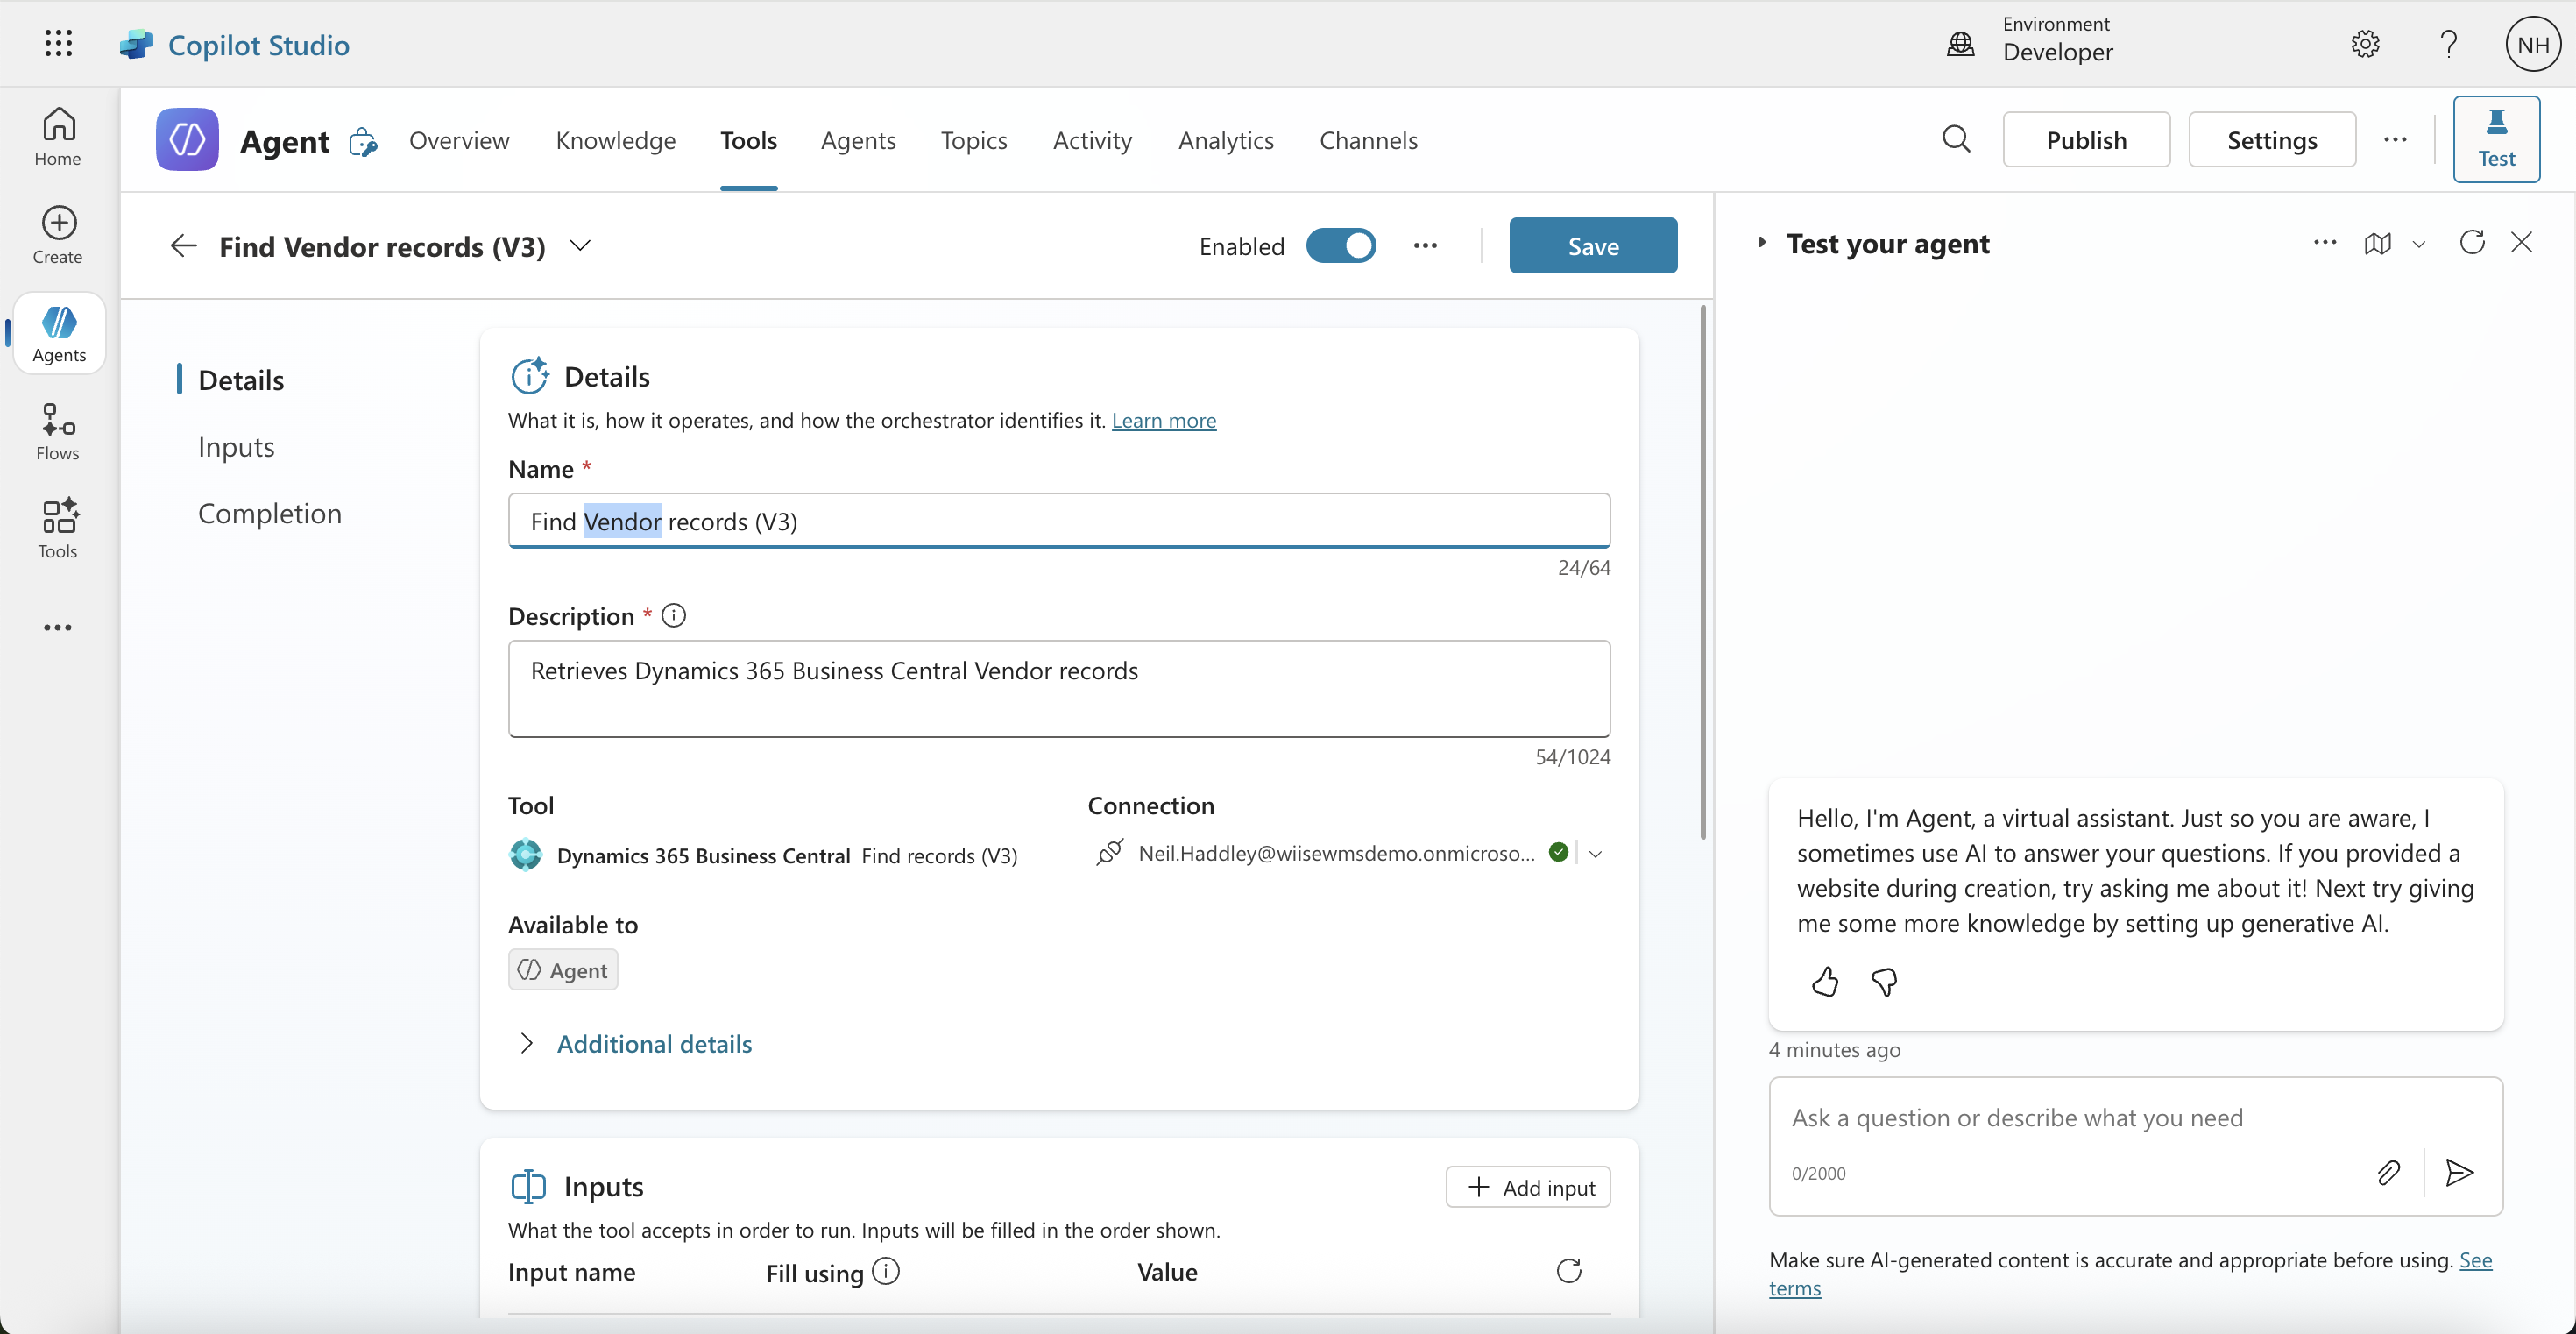 Copilot Studio
Environment
Developer
NH
Home
Create
Agents
Flows
Tools
Agent
Overview
Knowledge
Tools
Agents
Topics
Activity
Analytics
Channels
Publish
Settings
Test
Find Vendor records (V3)
Enabled
Save
Details
Inputs
Completion
Details
What it is, how it operates, and how the orchestrator identifies it. Learn more
Name *
Find Vendor records (V3)
24/64
Description *
Retrieves Dynamics 365 Business Central Vendor records
54/1024
Tool
Dynamics 365 Business Central Find records (V3)
Connection
Neil.Haddley@wiisewmsdemo.onmicroso...
Available to
Agent
Additional details
Inputs
Add input
What the tool accepts in order to run. Inputs will be filled in the order shown.
Input name
Fill using
Value
Test your agent
Hello, I'm Agent, a virtual assistant. Just so you are aware, I
sometimes use AI to answer your questions. If you provided a
website during creation, try asking me about it! Next try giving
me some more knowledge by setting up generative AI.
4 minutes ago
Ask a question or describe what you need
0/2000
Make sure AI-generated content is accurate and appropriate before using. See
terms